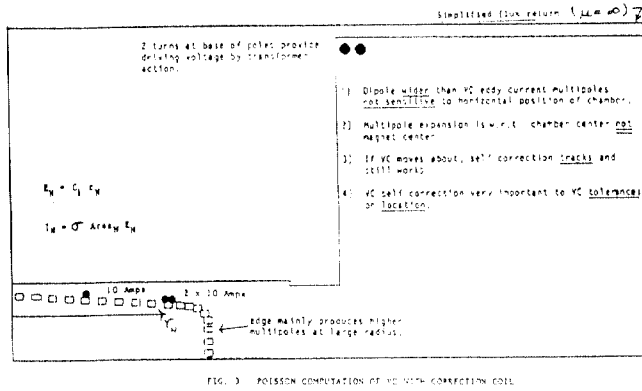 Simplified flux return (μ = ∞)
2 turns at base of poles provide
driving voltage by transformer
action.
1) Dipole wider than VC eddy current multipoles
not sensitive to horizontal position of chamber.
2) Multipole expansion is w.r.t. chamber center not
magnet center
3) If VC moves about, self correction tracks and
still works
4) VC self correction very important to VC tolerances
on location.
I_N = σ Area_N E_N
10 Amps
2 x 10 Amps
r_N
Edge mainly produces higher
multipoles at large radius.
FIG. 3 POISSON COMPUTATION OF VC WITH CORRECTION COIL